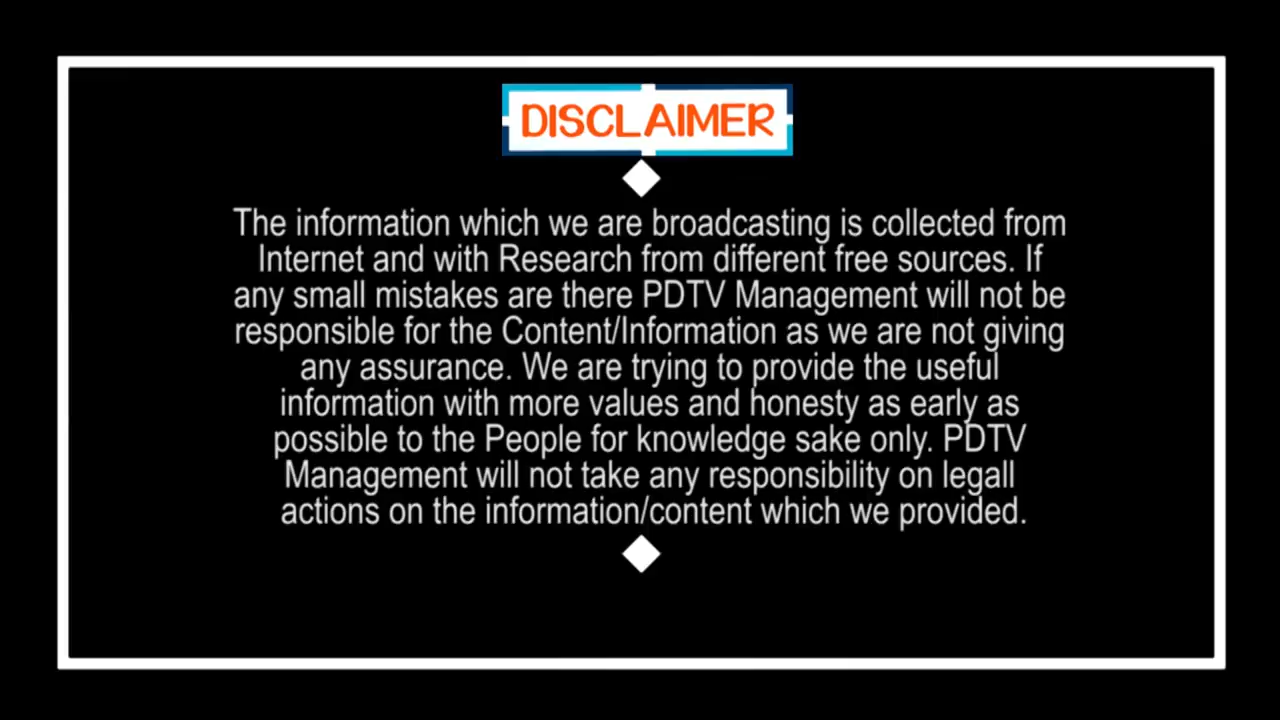 DISCLAIMER
The information which we are broadcasting is collected from
Internet and with Research from different free sources. If
any small mistakes are there PDTV Management will not be
responsible for the Content/Information as we are not giving
any assurance. We are trying to provide the useful
information with more values and honesty as early as
possible to the People for knowledge sake only. PDTV
Management will not take any responsibility on legall
actions on the information/content which we provided.